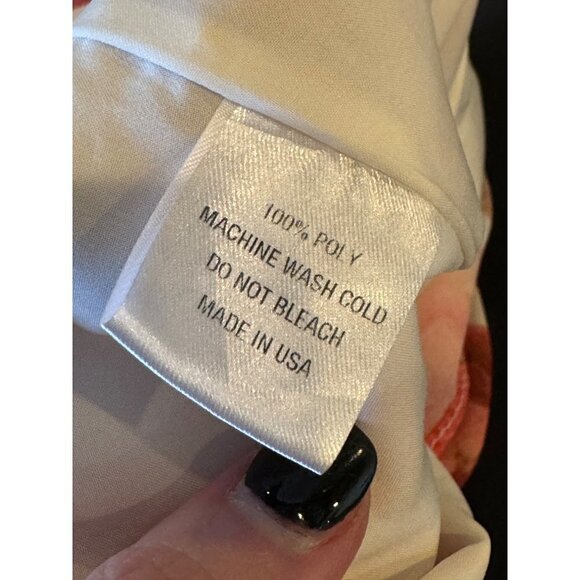 100% POLY
MACHINE WASH COLD
DO NOT BLEACH
MADE IN USA